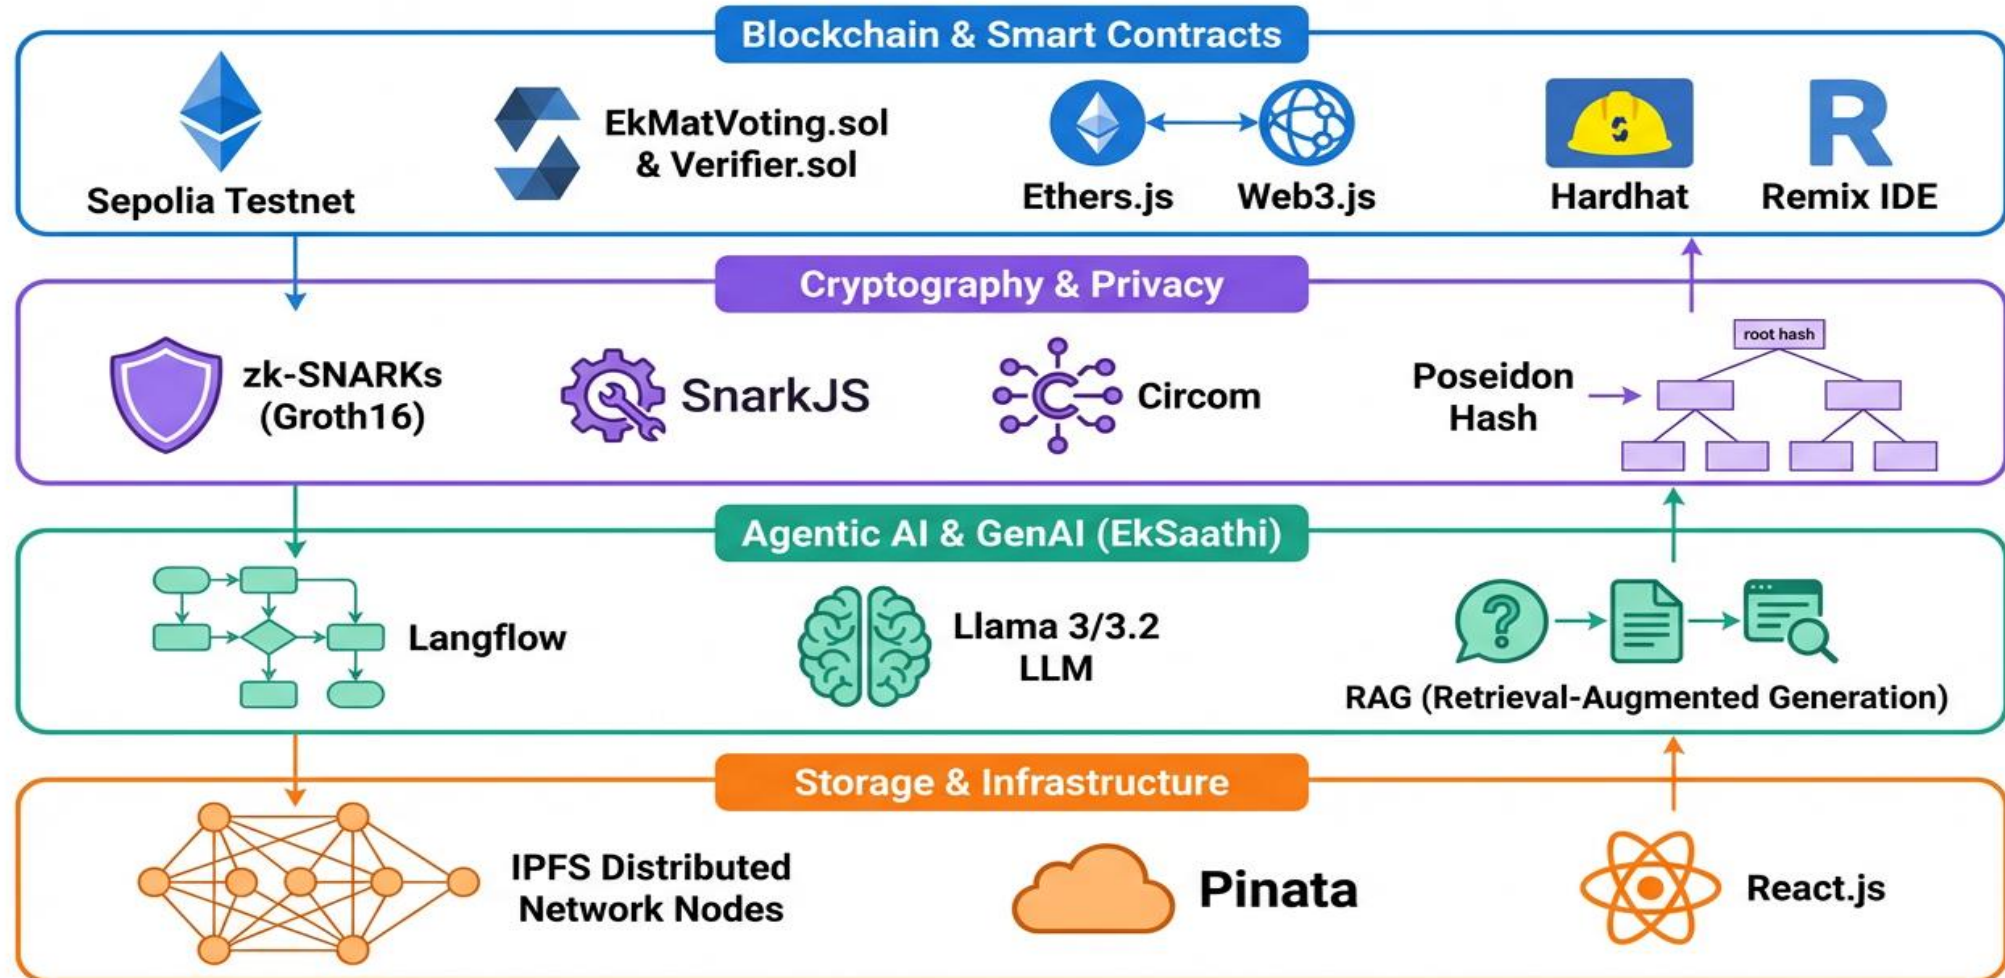 Blockchain & Smart Contracts
EkMatVoting.sol
& Verifier.sol
Sepolia Testnet
Ethers.js
Web3.js
Hardhat
R
Remix IDE
Cryptography & Privacy
root hash
zk-SNARKs
(Groth16)
SnarkJS
Circom
Poseidon
Hash
Agentic AI & GenAI (EkSaathi)
Langflow
Llama 3/3.2
LLM
RAG (Retrieval-Augmented Generation)
Storage & Infrastructure
IPFS Distributed
Network Nodes
Pinata
React.js